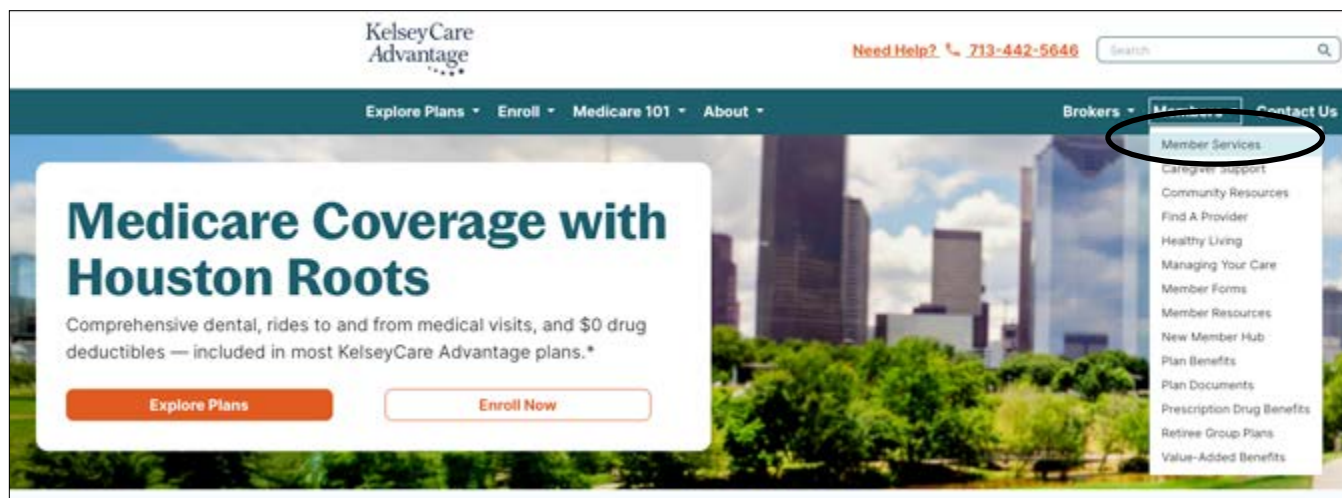 KelseyCare
Advantage
Need Help? 713-442-5646
Search
Explore Plans Enroll Medicare 101 About
Brokers Members Contact Us
Medicare Coverage with
Houston Roots
Comprehensive dental, rides to and from medical visits, and $0 drug
deductibles — included in most KelseyCare Advantage plans.*
Explore Plans
Enroll Now
Member Services
Caregiver Support
Community Resources
Find A Provider
Healthy Living
Managing Your Care
Member Forms
Member Resources
New Member Hub
Plan Benefits
Plan Documents
Prescription Drug Benefits
Retiree Group Plans
Value-Added Benefits